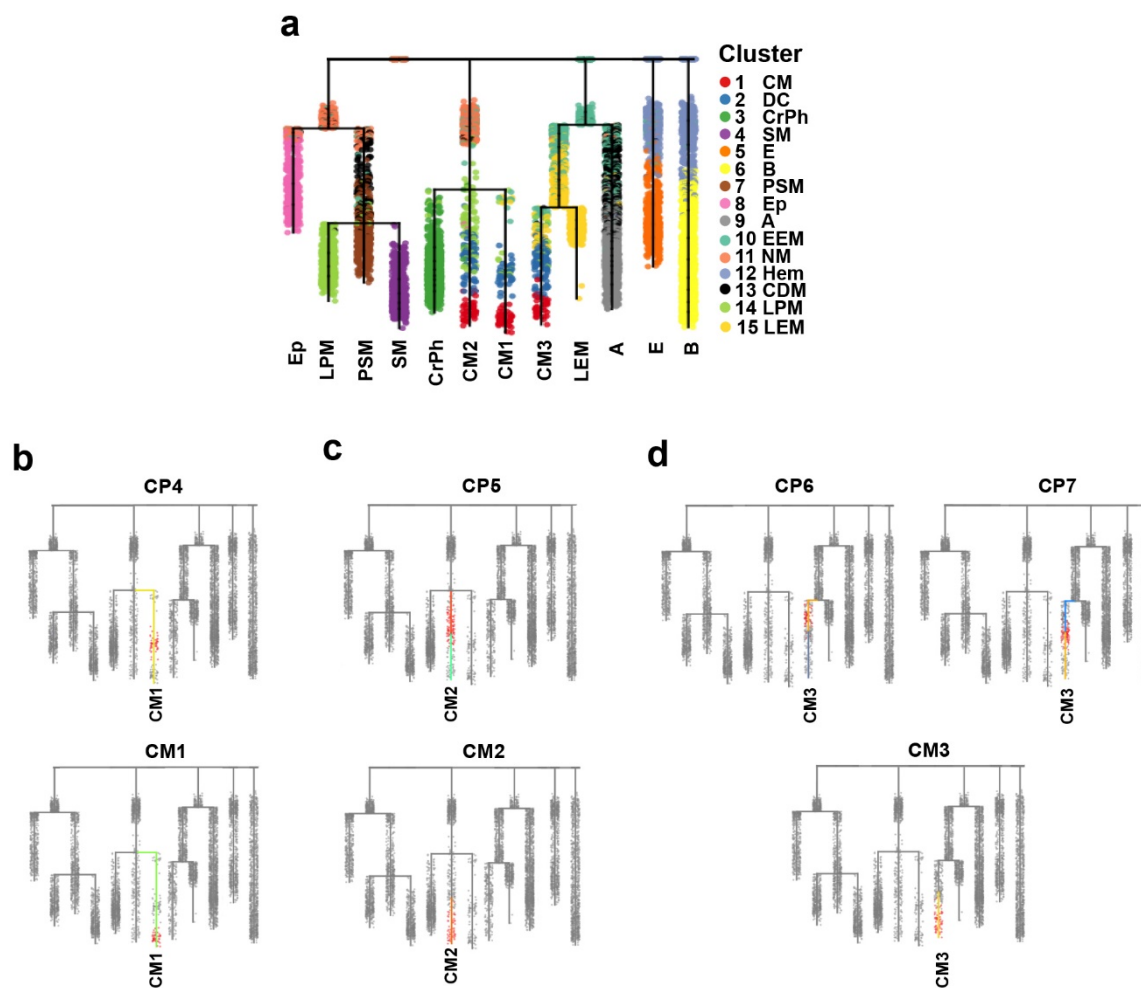 a
Cluster
1 CM
2 DC
3 CrPh
4 SM
5 E
6 B
7 PSM
8 Ep
9 A
10 EEM
11 NM
12 Hem
13 CDM
14 LPM
15 LEM
Ep LPM PSM SM CrPh CM2 CM1 CM3 LEM A E B
b c d
CP4 CP5 CP6 CP7
CM1 CM2 CM3 CM3
CM1 CM2 CM3
CM1 CM2 CM3